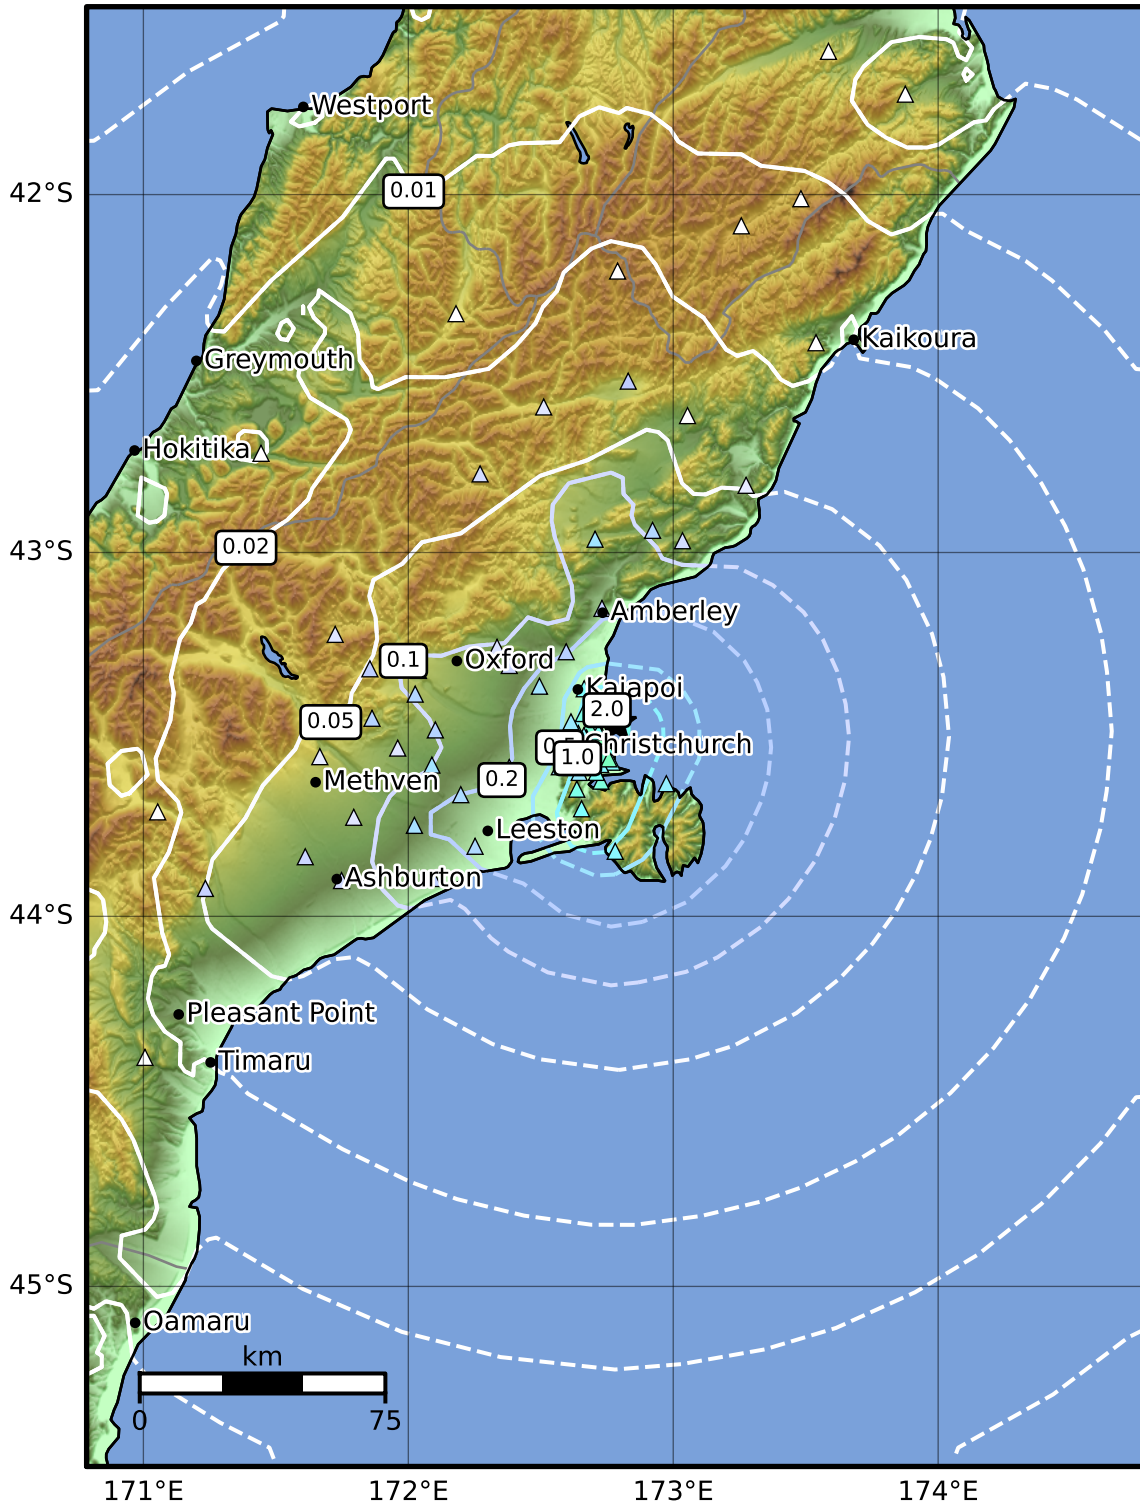 Westport
42°S
0.01
Kaikoura
Greymouth
Hokitika
0.02
43°S
Amberley
0.1
Oxford
Kaiapoi
2.0
0.05
Christchurch
1.0
0.2
Methven
Leeston
Ashburton
44°S
Pleasant Point
Timaru
45°S
Oamaru
km
0 75
171°E 172°E 173°E 174°E